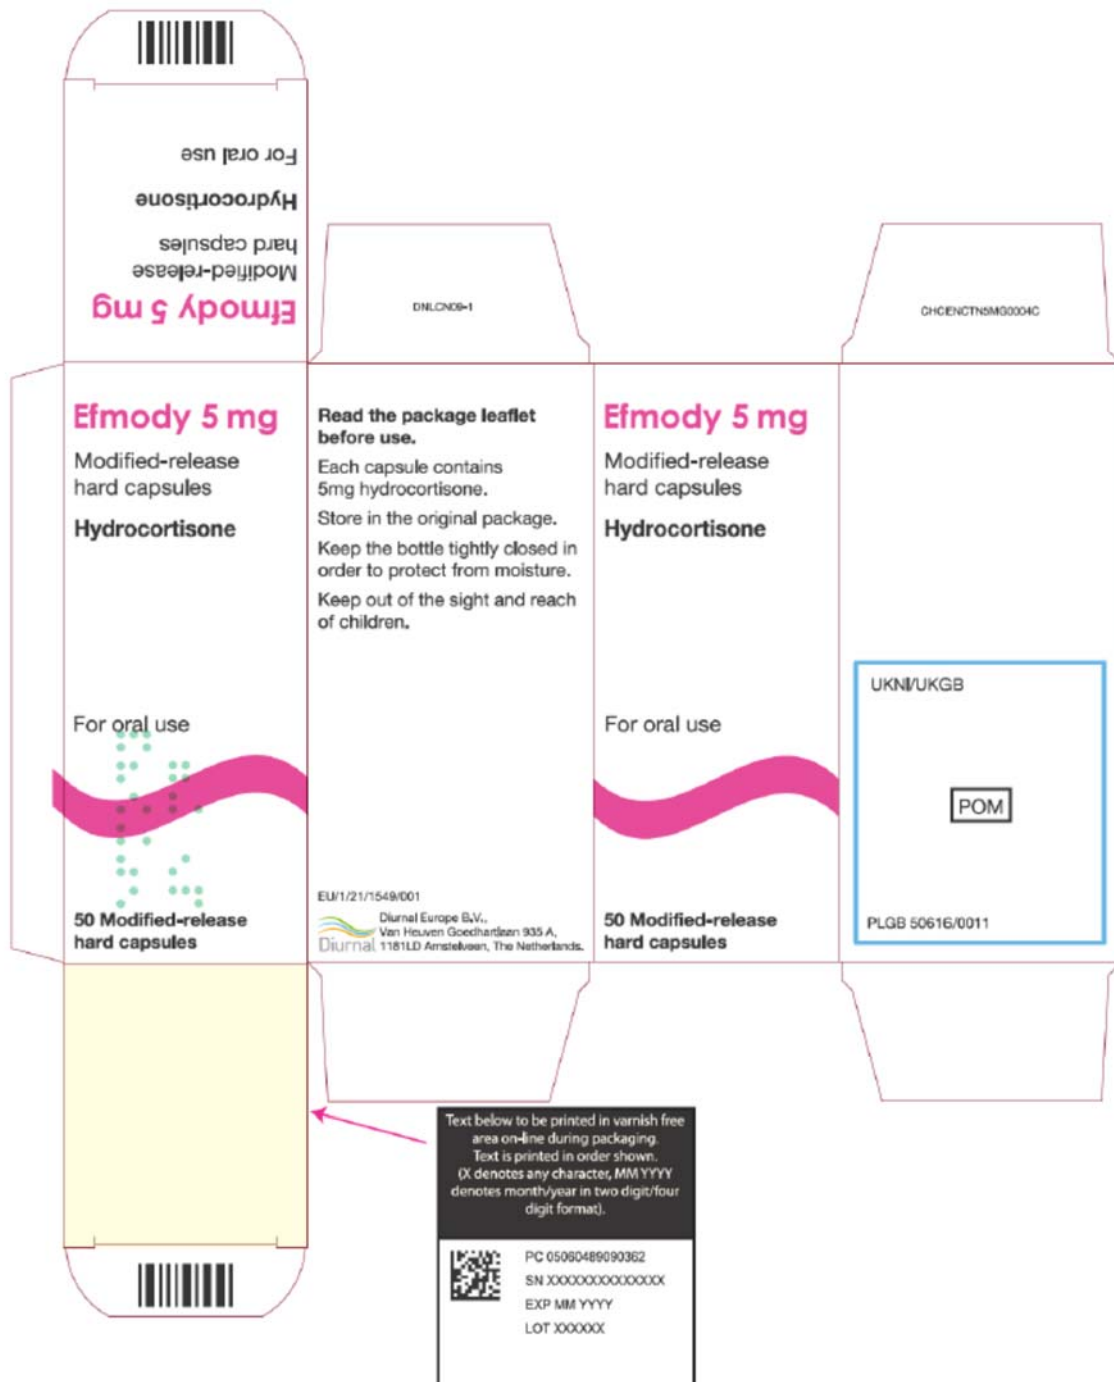 For oral use
Hydrocortisone
hard capsules
Modified-release
Efmody 5 mg
DNLCN09-1
CHCENCTN5MG0004C
Efmody 5 mg
Modified-release
hard capsules
Hydrocortisone
For oral use
50 Modified-release
hard capsules
Read the package leaflet
before use.
Each capsule contains
5mg hydrocortisone.
Store in the original package.
Keep the bottle tightly closed in
order to protect from moisture.
Keep out of the sight and reach
of children.
EU/1/21/1549/001
Diurnal
Diurnal Europe B.V.,
Van Heuven Goedhartlaan 935 A,
1181LD Amstelveen, The Netherlands.
Efmody 5 mg
Modified-release
hard capsules
Hydrocortisone
For oral use
50 Modified-release
hard capsules
UKNI/UKGB
POM
PLGB 50616/0011
Text below to be printed in varnish free
area on-line during packaging.
Text is printed in order shown.
(X denotes any character, MM YYYY
denotes month/year in two digit/four
digit format).
PC 05060489090362
SN XXXXXXXXXXXXXX
EXP MM YYYY
LOT XXXXXX